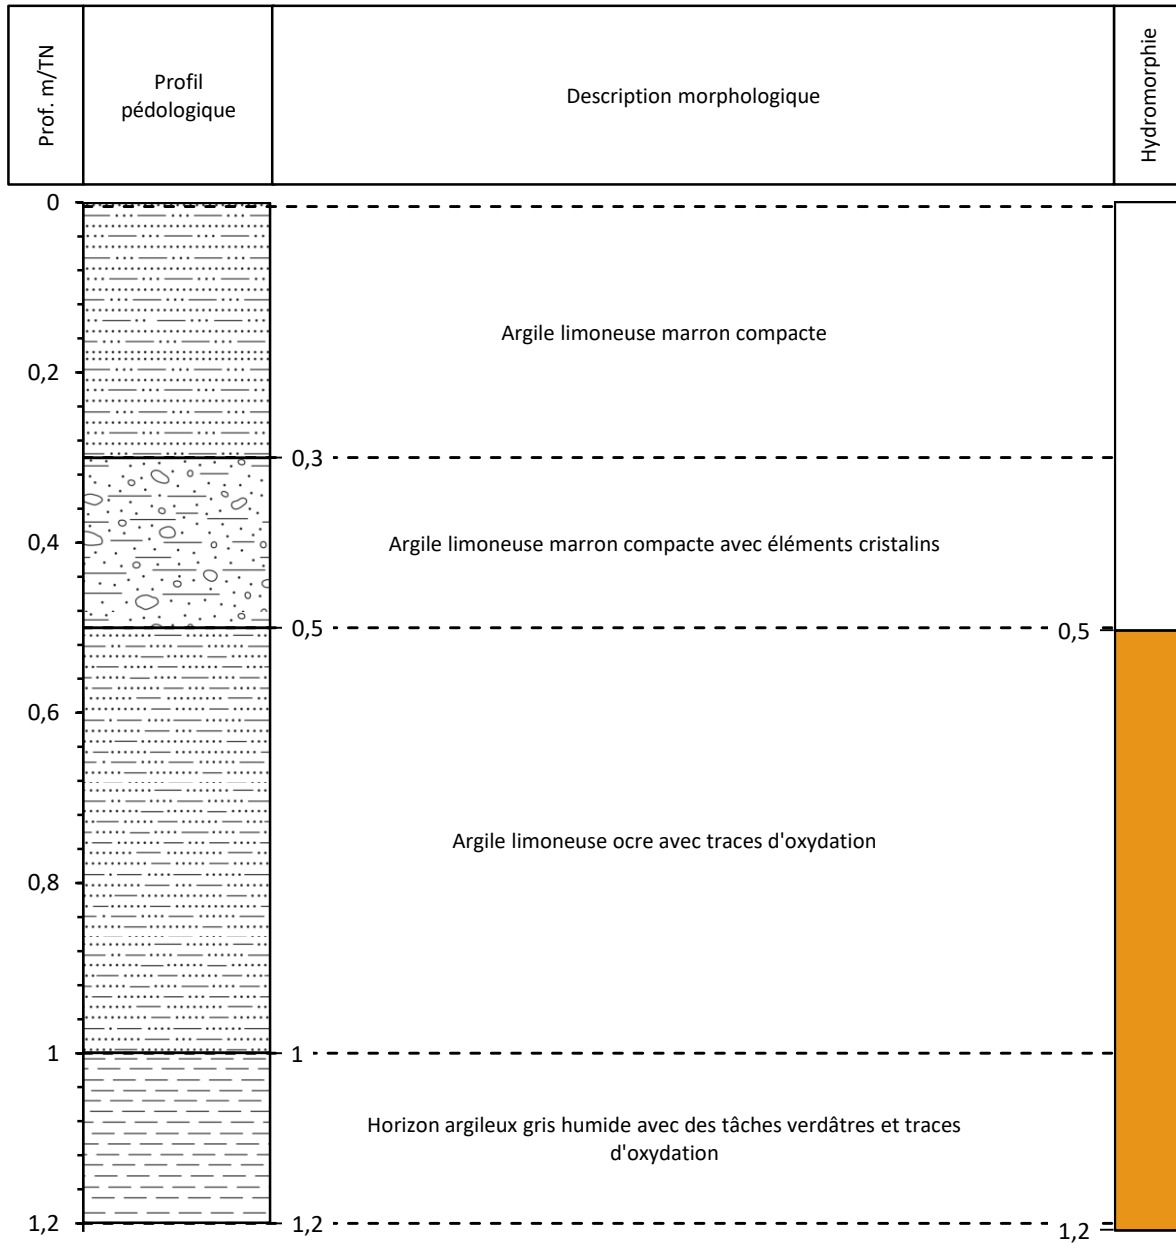 Prof. m/TN
Profil
pédologique
Description morphologique
Hydromorphie
0
Argile limoneuse marron compacte
0,2
0,3
0,4
Argile limoneuse marron compacte avec éléments cristalins
0,5
0,5
0,6
Argile limoneuse ocre avec traces d'oxydation
0,8
1
1
Horizon argileux gris humide avec des tâches verdâtres et traces
d'oxydation
1,2
1,2
1,2